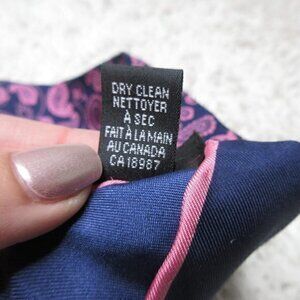 DRY CLEAN
NETTOYER
À SEC
FAIT À LA MAIN
AU CANADA
CA18987